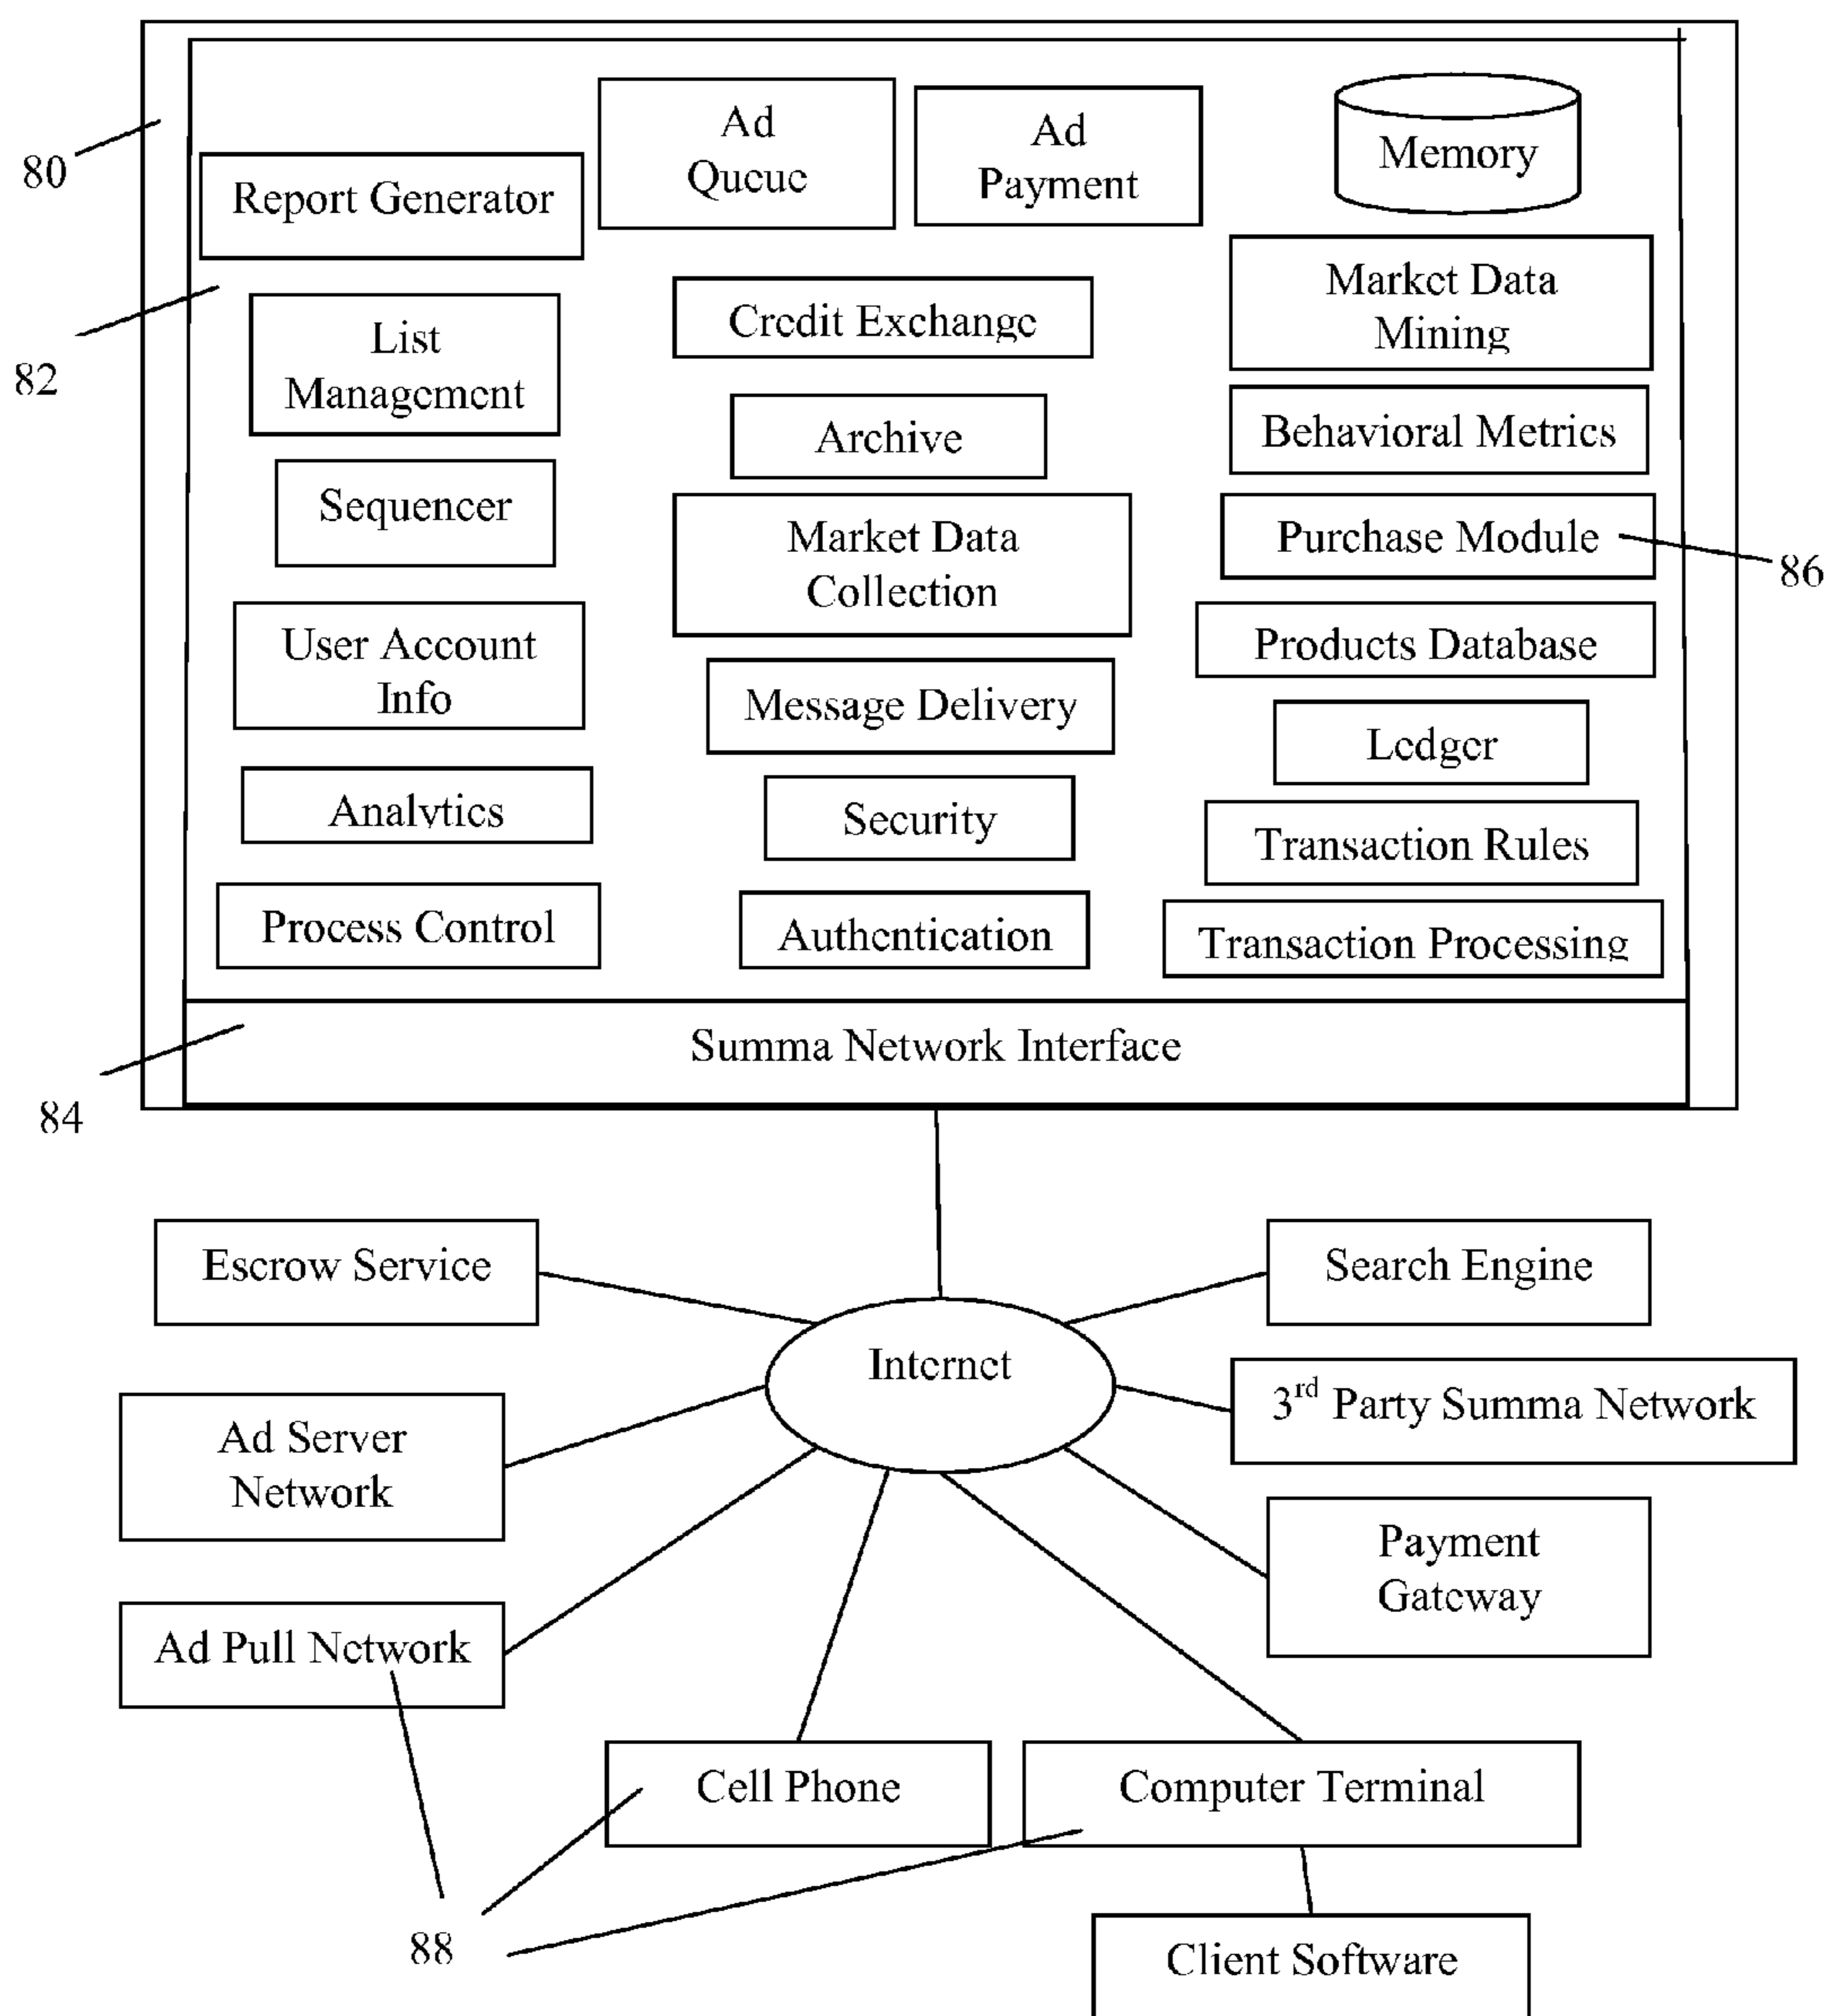 80
82
84
86
88
Report Generator
Ad
Queue
Ad
Payment
Memory
List
Management
Credit Exchange
Market Data
Mining
Archive
Behavioral Metrics
Sequencer
Market Data
Collection
Purchase Module
User Account
Info
Message Delivery
Products Database
Ledger
Analytics
Security
Transaction Rules
Process Control
Authentication
Transaction Processing
Summa Network Interface
Escrow Service
Search Engine
Internet
3rd Party Summa Network
Ad Server
Network
Payment
Gateway
Ad Pull Network
Cell Phone
Computer Terminal
Client Software